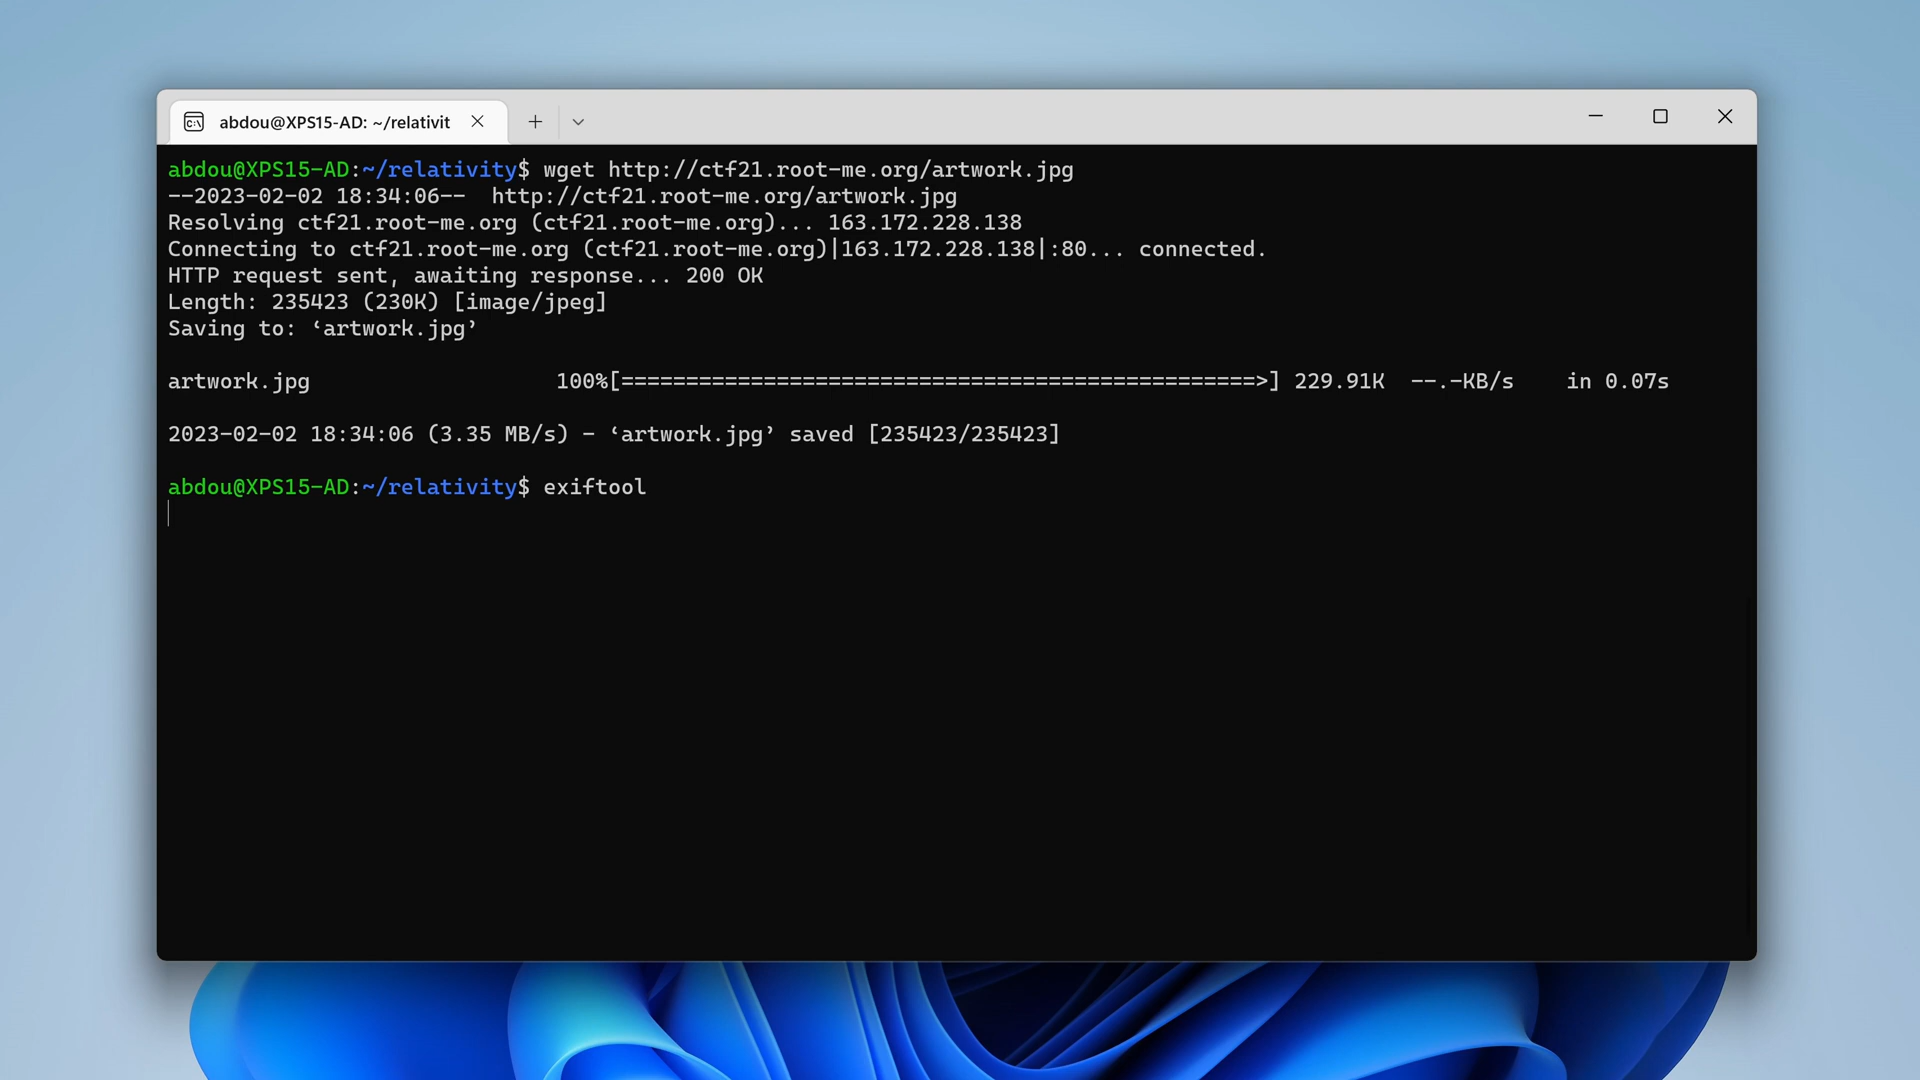 abdou@XPS15-AD: ~/relativit
abdou@XPS15-AD:~/relativity$ wget http://ctf21.root-me.org/artwork.jpg
--2023-02-02 18:34:06--  http://ctf21.root-me.org/artwork.jpg
Resolving ctf21.root-me.org (ctf21.root-me.org)... 163.172.228.138
Connecting to ctf21.root-me.org (ctf21.root-me.org)|163.172.228.138|:80... connected.
HTTP request sent, awaiting response... 200 OK
Length: 235423 (230K) [image/jpeg]
Saving to: ‘artwork.jpg’
artwork.jpg                   100%[=================================================>] 229.91K  --.-KB/s    in 0.07s
2023-02-02 18:34:06 (3.35 MB/s) - ‘artwork.jpg’ saved [235423/235423]
abdou@XPS15-AD:~/relativity$ exiftool